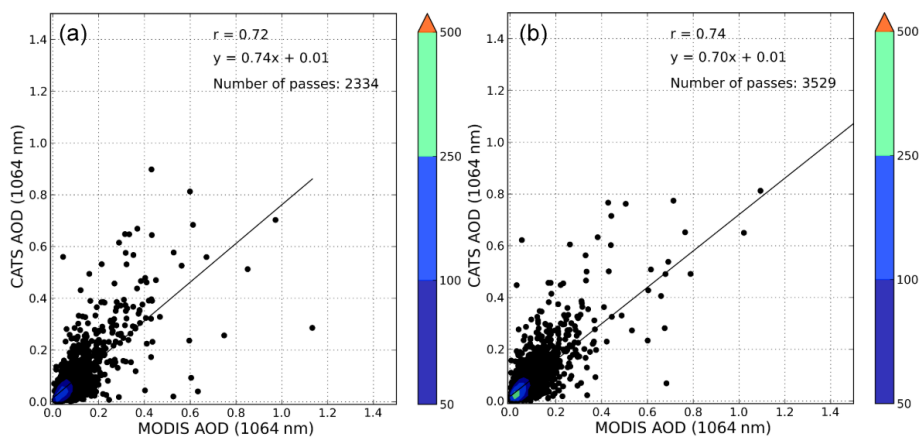 (a)
r = 0.72
y = 0.74x + 0.01
Number of passes: 2334
1.4
1.2
1.0
0.8
0.6
0.4
0.2
0.0
CATS AOD (1064 nm)
0.0 0.2 0.4 0.6 0.8 1.0 1.2 1.4
MODIS AOD (1064 nm)
500
250
100
50
(b)
r = 0.74
y = 0.70x + 0.01
Number of passes: 3529
1.4
1.2
1.0
0.8
0.6
0.4
0.2
0.0
CATS AOD (1064 nm)
0.0 0.2 0.4 0.6 0.8 1.0 1.2 1.4
MODIS AOD (1064 nm)
500
250
100
50